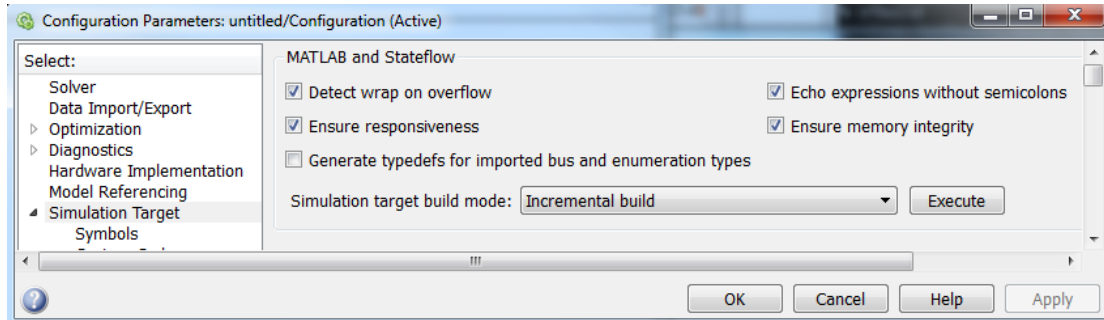 Configuration Parameters: untitled/Configuration (Active)
Select:
Solver
Data Import/Export
Optimization
Diagnostics
Hardware Implementation
Model Referencing
Simulation Target
Symbols
MATLAB and Stateflow
Detect wrap on overflow
Echo expressions without semicolons
Ensure responsiveness
Ensure memory integrity
Generate typedefs for imported bus and enumeration types
Simulation target build mode: Incremental build Execute
OK Cancel Help Apply